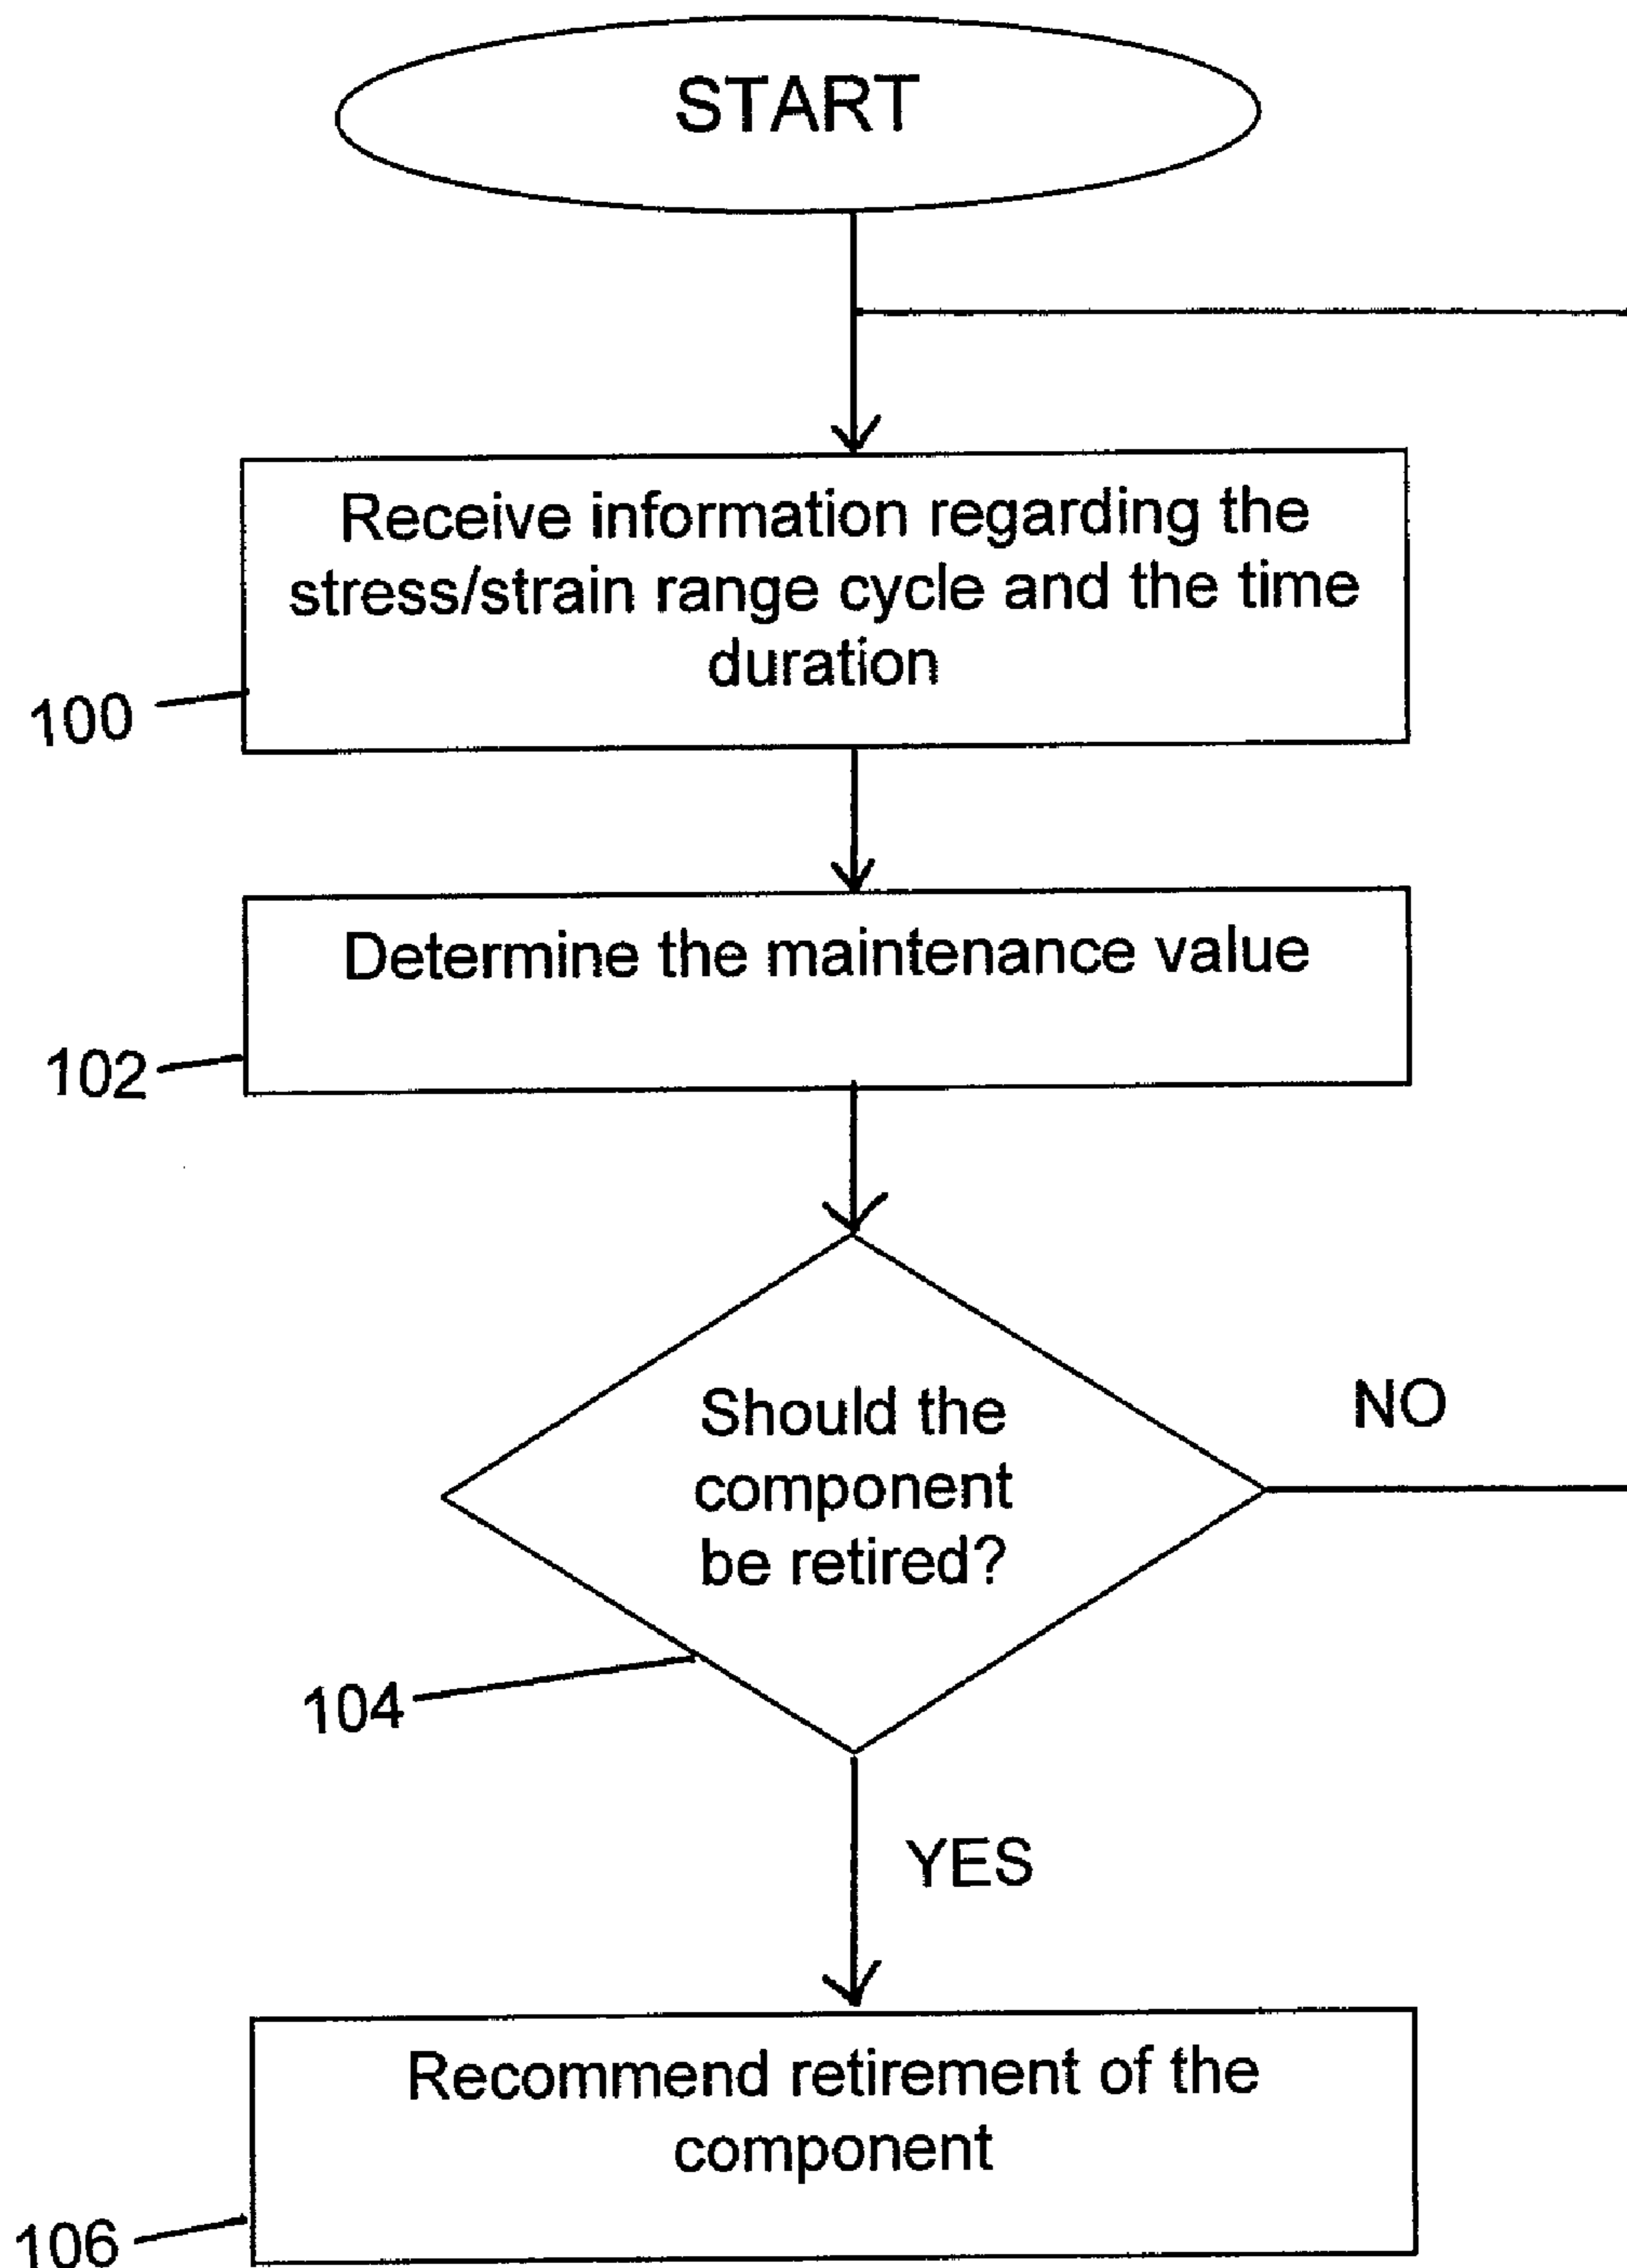 START
Receive information regarding the
stress/strain range cycle and the time
duration
100
Determine the maintenance value
102
Should the
component
be retired?
NO
104
YES
Recommend retirement of the
component
106